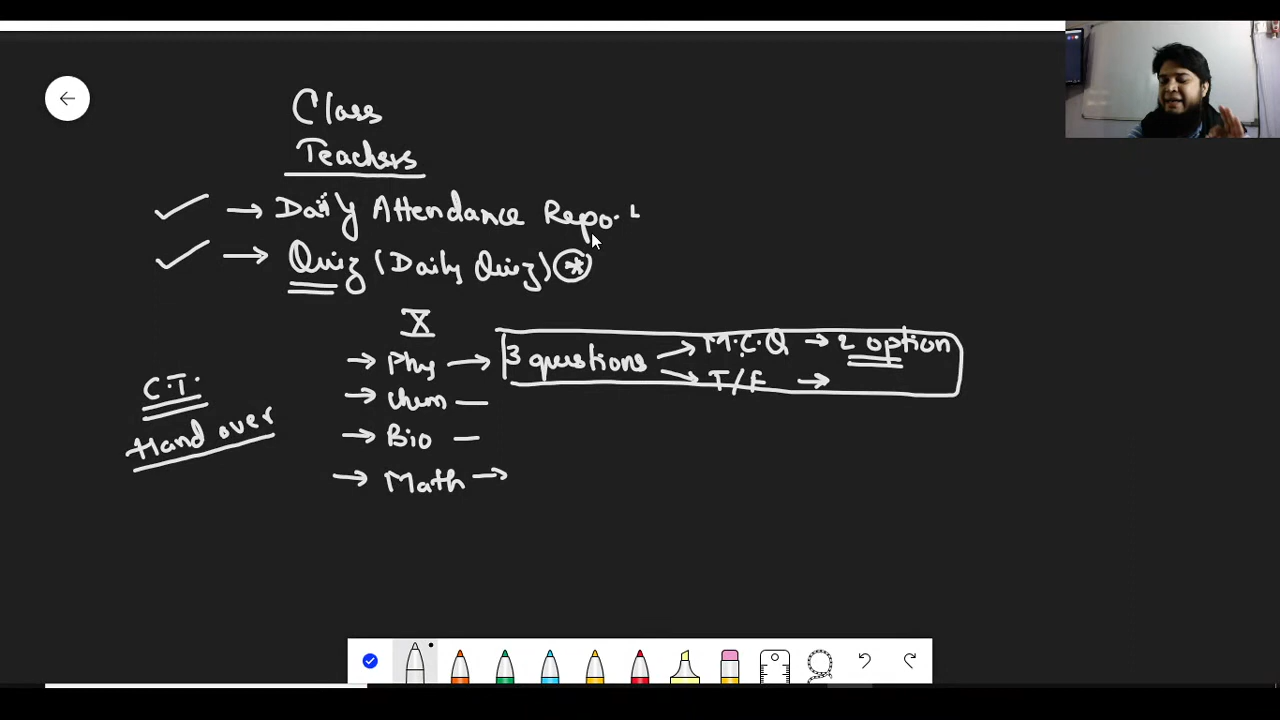 Class
Teachers
→ Daily Attendance Repo
→ Quiz (Daily Quiz) *
X
→ Phy → 3 questions → M.C.Q → 2 option
→ T/F →
→ Chem —
→ Bio —
→ Math →
C.T.
Hand over